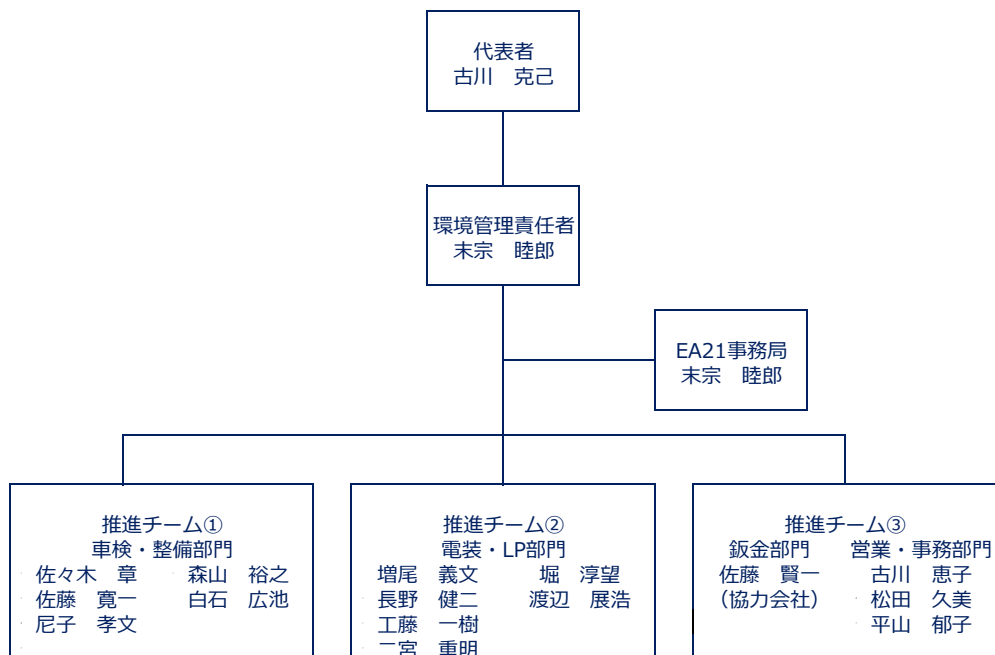 代表者
古川　克己
環境管理責任者
末宗　睦郎
EA21事務局
末宗　睦郎
推進チーム①
車検・整備部門
佐々木　章　森山　裕之
佐藤　寛一　白石　広池
尼子　孝文
推進チーム②
電装・LP部門
増尾　義文　堀　淳望
長野　健二　渡辺　展浩
工藤　一樹
二宮　重明
推進チーム③
鈑金部門　営業・事務部門
佐藤　賢一　古川　恵子
（協力会社）　松田　久美
平山　郁子